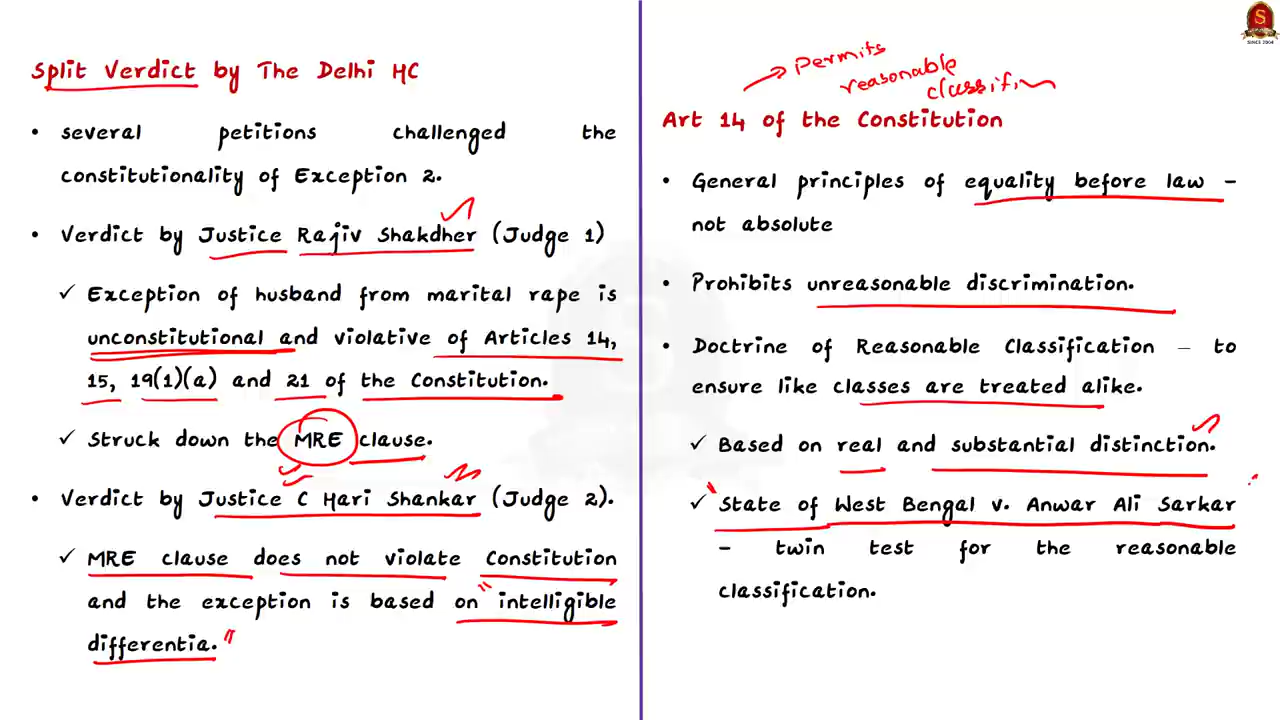 Split Verdict by The Delhi HC
• several petitions challenged the
constitutionality of Exception 2.
• Verdict by Justice Rajiv Shakdher (Judge 1)
✓ Exception of husband from marital rape is
unconstitutional and violative of Articles 14,
15, 19(1)(a) and 21 of the Constitution.
✓ Struck down the MRE clause.
• Verdict by Justice C Hari Shankar (Judge 2).
✓ MRE clause does not violate Constitution
and the exception is based on "intelligible
differentia."
→ Permits
reasonable
classifin
Art 14 of the Constitution
• General principles of equality before law –
not absolute
• Prohibits unreasonable discrimination.
• Doctrine of Reasonable Classification – to
ensure like classes are treated alike.
✓ Based on real and substantial distinction.
✓ "State of West Bengal v. Anwar Ali Sarkar"
– twin test for the reasonable
classification.
S
SINCE 2004